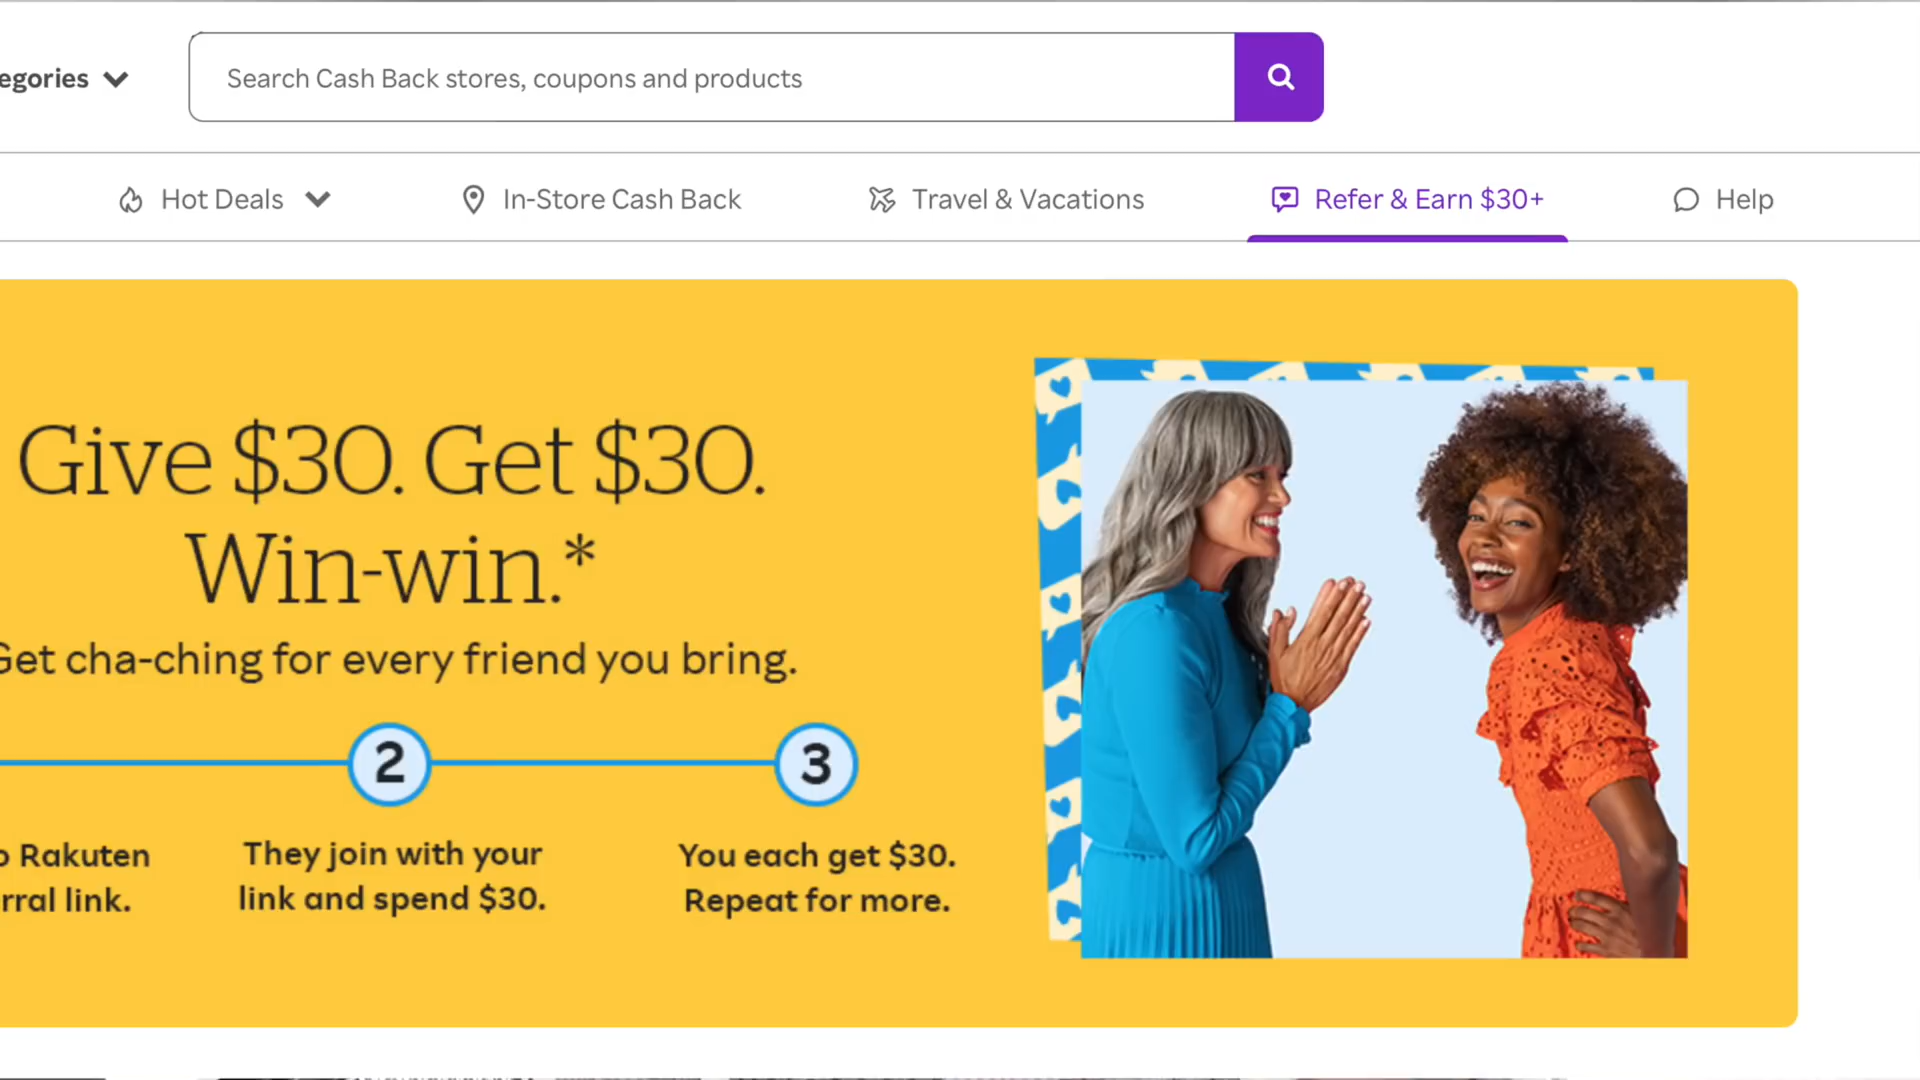 egories
Search Cash Back stores, coupons and products
Hot Deals
In-Store Cash Back
Travel & Vacations
Refer & Earn $30+
Help
Give $30. Get $30.
Win-win.*
Get cha-ching for every friend you bring.
2
3
o Rakuten
rral link.
They join with your
link and spend $30.
You each get $30.
Repeat for more.